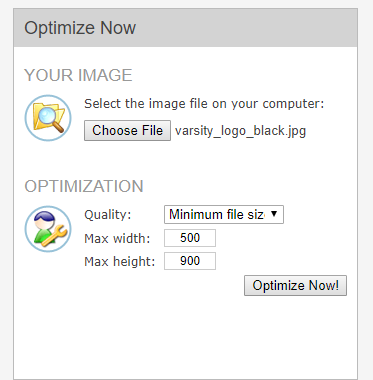 Optimize Now
YOUR IMAGE
Select the image file on your computer:
Choose File varsity_logo_black.jpg
OPTIMIZATION
Quality: Minimum file siz
Max width: 500
Max height: 900
Optimize Now!